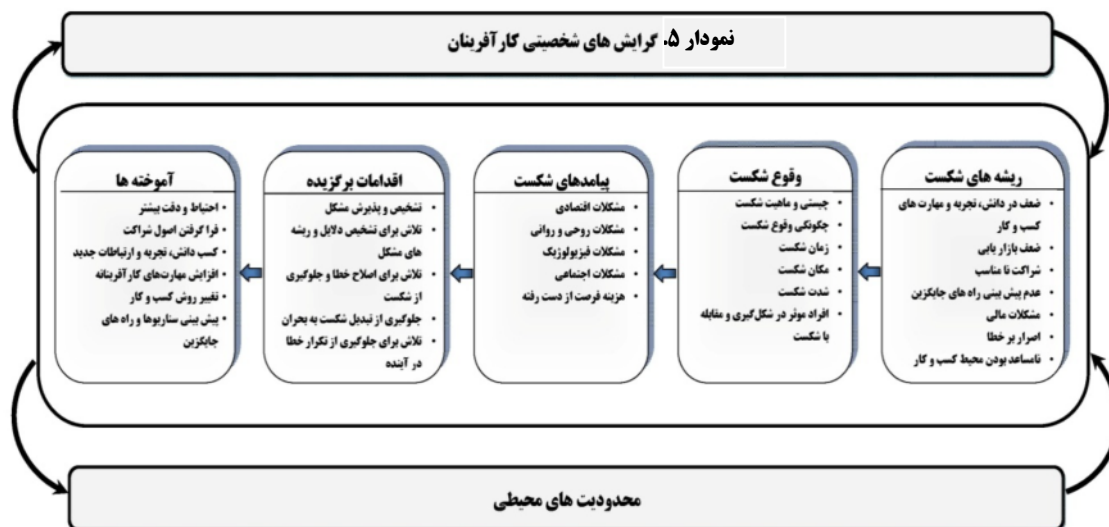 نمودار ۵. گرایش های شخصیتی کارآفرینان
ریشه های شکست
• ضعف در دانش، تجربه و مهارت های
کسب و کار
• ضعف بازار یابی
• شراکت نا مناسب
• عدم پیش بینی راه های جایگزین
• مشکلات مالی
• اصرار بر خطا
• نامساعد بودن محیط کسب و کار
وقوع شکست
• چیستی و ماهیت شکست
• چگونگی وقوع شکست
• زمان شکست
• مکان شکست
• شدت شکست
• افراد موثر در شکل‌گیری و مقابله
با شکست
پیامدهای شکست
• مشکلات اقتصادی
• مشکلات روحی و روانی
• مشکلات فیزیولوژیک
• مشکلات اجتماعی
• هزینه فرصت از دست رفته
اقدامات برگزیده
• تشخیص و پذیرش مشکل
• تلاش برای تشخیص دلایل و ریشه
های مشکل
• تلاش برای اصلاح خطا و جلوگیری
از شکست
• جلوگیری از تبدیل شکست به بحران
• تلاش برای جلوگیری از تکرار خطا
در آینده
آموخته ها
• احتیاط و دقت بیشتر
• فرا گرفتن اصول شراکت
• کسب دانش، تجربه و ارتباطات جدید
• افزایش مهارت‌های کارآفرینانه
• تغییر روش کسب و کار
• پیش بینی سناریوها و راه های
جایگزین
محدودیت های محیطی